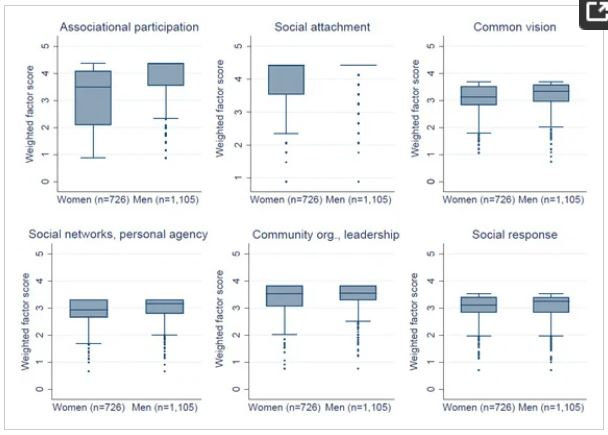 Associational participation
Social attachment
Common vision
Weighted factor score
5
4
3
2
1
0
Women (n=726) Men (n=1,105)
Weighted factor score
5
4
3
2
1
Women (n=726) Men (n=1,105)
Weighted factor score
5
4
3
2
1
0
Women (n=726) Men (n=1,105)
Social networks, personal agency
Community org., leadership
Social response
Weighted factor score
5
4
3
2
1
0
Women (n=726) Men (n=1,105)
Weighted factor score
5
4
3
2
1
0
Women (n=726) Men (n=1,105)
Weighted factor score
5
4
3
2
1
0
Women (n=726) Men (n=1,105)